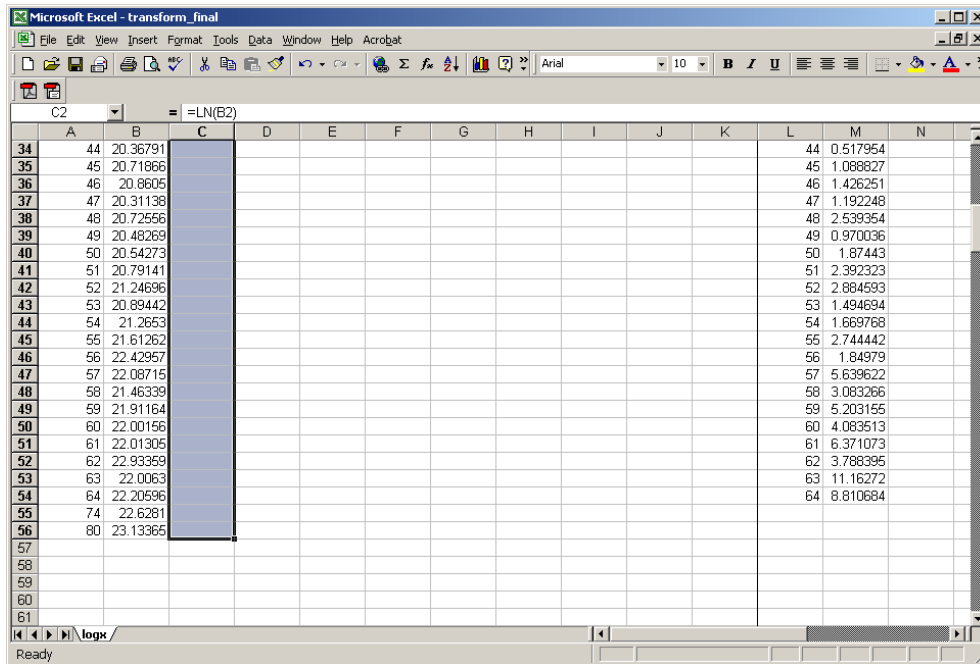 Microsoft Excel - transform_final
File Edit View Insert Format Tools Data Window Help Acrobat
Arial 10 B I U
C2 = =LN(B2)
A B C D E F G H I J K L M N
34 44 20.36791 44 0.517954
35 45 20.71866 45 1.088827
36 46 20.8605 46 1.426251
37 47 20.31138 47 1.192248
38 48 20.72556 48 2.539354
39 49 20.48269 49 0.970036
40 50 20.54273 50 1.87443
41 51 20.79141 51 2.392323
42 52 21.24696 52 2.884593
43 53 20.89442 53 1.494694
44 54 21.2653 54 1.669768
45 55 21.61262 55 2.744442
46 56 22.42957 56 1.84979
47 57 22.08715 57 5.639622
48 58 21.46339 58 3.083266
49 59 21.91164 59 5.203155
50 60 22.00156 60 4.083513
51 61 22.01305 61 6.371073
52 62 22.93359 62 3.788395
53 63 22.0063 63 11.16272
54 64 22.20596 64 8.810684
55 74 22.6281
56 80 23.13365
57
58
59
60
61
logx
Ready